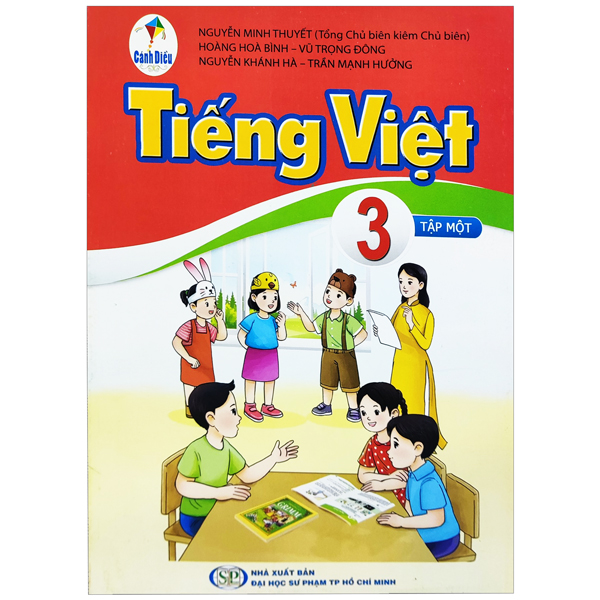 Cánh Diều
NGUYỄN MINH THUYẾT (Tổng Chủ biên kiêm Chủ biên)
HOÀNG HOÀ BÌNH – VŨ TRỌNG ĐÔNG
NGUYỄN KHÁNH HÀ – TRẦN MẠNH HƯỞNG
Tiếng Việt
3
TẬP MỘT
GRIMM
SP
NHÀ XUẤT BẢN
ĐẠI HỌC SƯ PHẠM TP HỒ CHÍ MINH